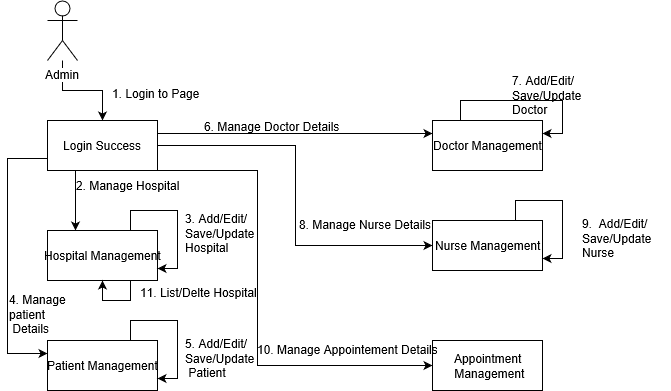 Admin
1. Login to Page
7. Add/Edit/
Save/Update
Doctor
6. Manage Doctor Details
Login Success
Doctor Management
2. Manage Hospital
3. Add/Edit/
Save/Update
Hospital
8. Manage Nurse Details
9.  Add/Edit/
Save/Update
Nurse
Hospital Management
Nurse Management
11. List/Delte Hospital
4. Manage
patient
Details
5. Add/Edit/
Save/Update
Patient
10. Manage Appointement Details
Patient Management
Appointment
Management